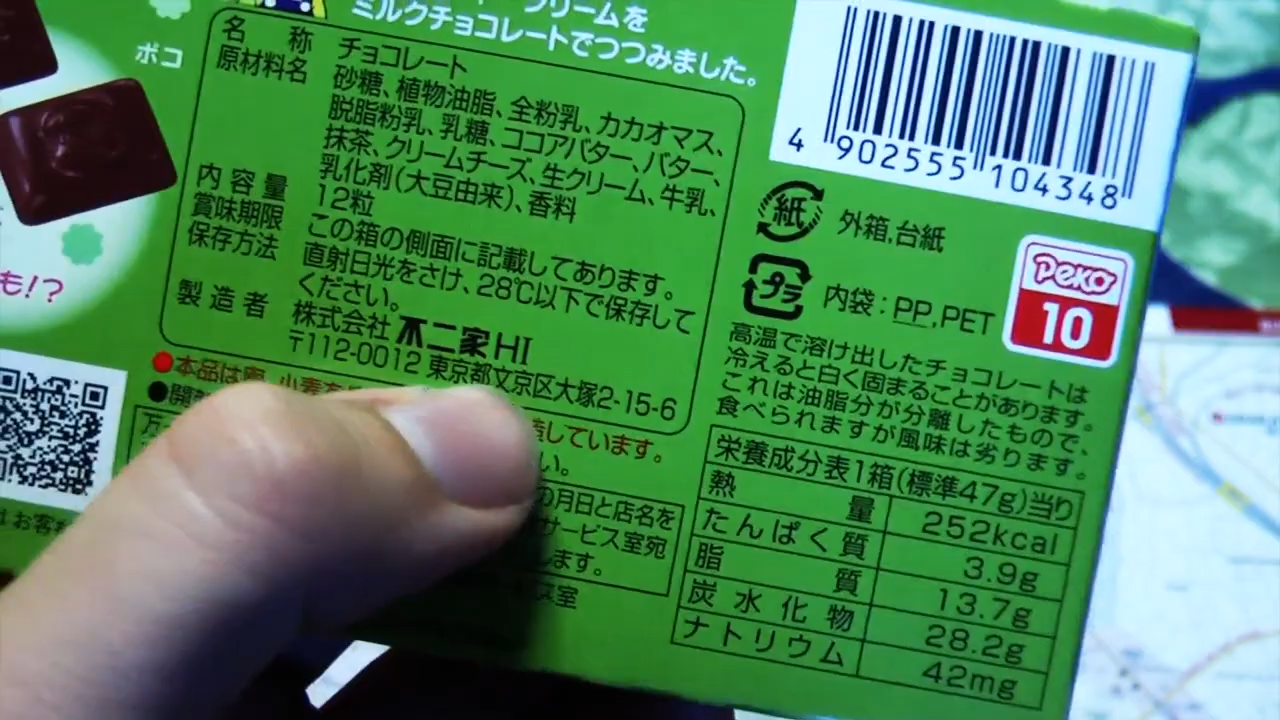 クリームを
ミルクチョコレートでつつみました。
ポコ
も!?
名称 チョコレート
原材料名 砂糖、植物油脂、全粉乳、カカオマス、
脱脂粉乳、乳糖、ココアバター、バター、
抹茶、クリームチーズ、生クリーム、牛乳、
乳化剤(大豆由来)、香料
内容量 12粒
賞味期限 この箱の側面に記載してあります。
保存方法 直射日光をさけ、28℃以下で保存して
ください。
製造者 株式会社 不二家HI
〒112-0012 東京都文京区大塚2-15-6
●本品は
しています。
●開
い。
万
の月日と店名を
サービス室宛
ます。
室
お客
4 902555 104348
紙 外箱,台紙
プラ 内袋:PP,PET
Peko
10
高温で溶け出したチョコレートは
冷えると白く固まることがあります。
これは油脂分が分離したもので、
食べられますが風味は劣ります。
栄養成分表1箱(標準47g)当り
熱量 252kcal
たんぱく質 3.9g
脂質 13.7g
炭水化物 28.2g
ナトリウム 42mg